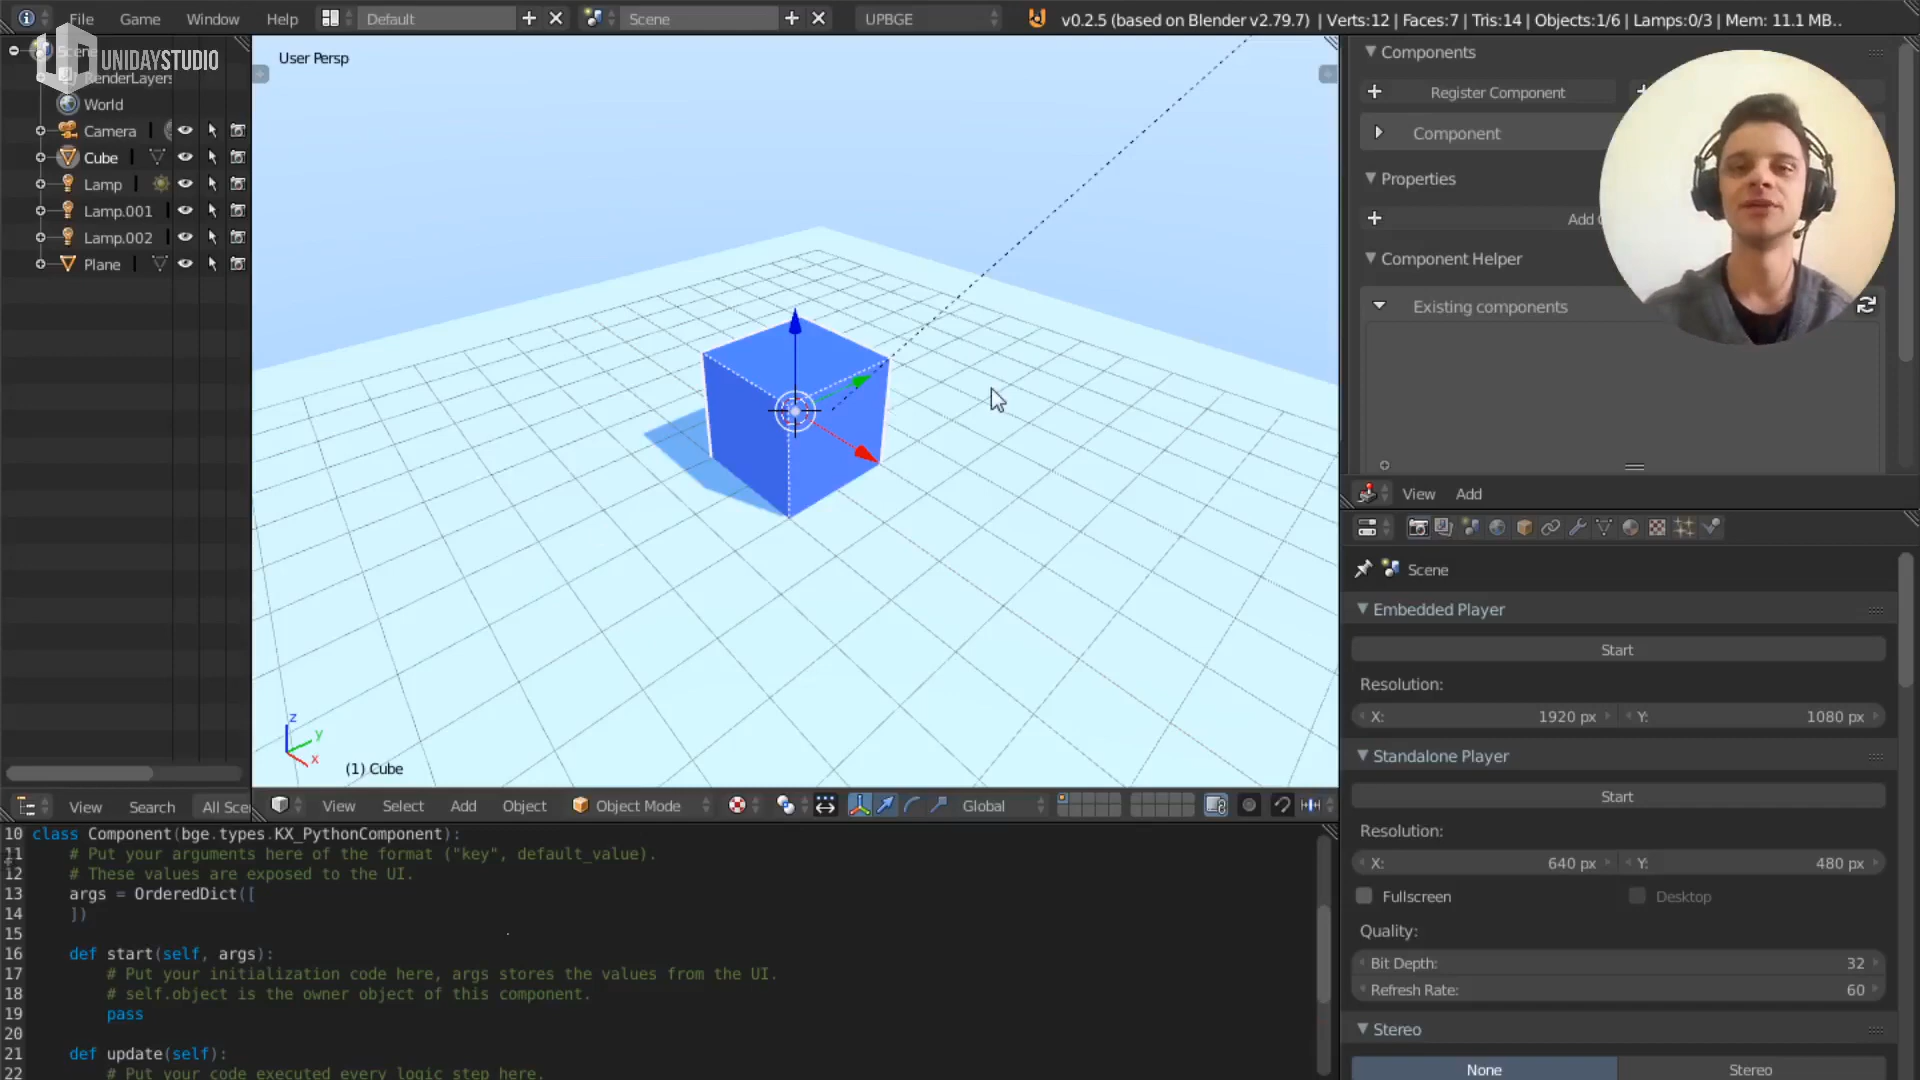 File Game Window Help Default Scene UPBGE v0.2.5 (based on Blender v2.79.7) | Verts:12 | Faces:7 | Tris:14 | Objects:1/6 | Lamps:0/3 | Mem: 11.1 MB..
Scene
UNIDAYSTUDIO
RenderLayers
World
Camera
Cube
Lamp
Lamp.001
Lamp.002
Plane
View Search All Sce
User Persp
z
y
x
(1) Cube
View Select Add Object Object Mode Global
10 class Component(bge.types.KX_PythonComponent):
11 # Put your arguments here of the format ("key", default_value).
12 # These values are exposed to the UI.
13 args = OrderedDict([
14 ])
15
16 def start(self, args):
17 # Put your initialization code here, args stores the values from the UI.
18 # self.object is the owner object of this component.
19 pass
20
21 def update(self):
22 # Put your code executed every logic step here.
Components
Register Component
Component
Properties
Add
Component Helper
Existing components
View Add
Scene
Embedded Player
Start
Resolution:
X: 1920 px Y: 1080 px
Standalone Player
Start
Resolution:
X: 640 px Y: 480 px
Fullscreen Desktop
Quality:
Bit Depth: 32
Refresh Rate: 60
Stereo
None Stereo